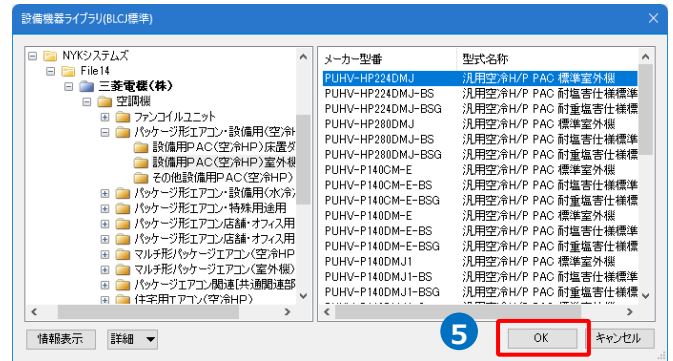 設備機器ライブラリ(BLCJ標準)
NYKシステムズ
File14
三菱電機(株)
空調機
ファンコイルユニット
パッケージ形エアコン・設備用(空冷H
設備用PAC(空冷HP)床置ダ
設備用PAC(空冷HP)室外機
その他設備用PAC(空冷HP)
パッケージ形エアコン・設備用(水冷
パッケージ形エアコン・特殊用途用
パッケージ形エアコン店舗・オフィス用
パッケージ形エアコン店舗・オフィス用
マルチ形パッケージエアコン(空冷HP
マルチ形パッケージエアコン(室外機)
パッケージエアコン関連[共通関連部
住宅用エアコン(空冷HP)
メーカー型番 型式名称
PUHV-HP224DMJ 汎用空冷H/P PAC 標準室外機
PUHV-HP224DMJ-BS 汎用空冷H/P PAC 耐塩害仕様標準
PUHV-HP224DMJ-BSG 汎用空冷H/P PAC 耐重塩害仕様標
PUHV-HP280DMJ 汎用空冷H/P PAC 標準室外機
PUHV-HP280DMJ-BS 汎用空冷H/P PAC 耐塩害仕様標準
PUHV-HP280DMJ-BSG 汎用空冷H/P PAC 耐重塩害仕様標
PUHV-P140CM-E 汎用空冷H/P PAC 標準室外機
PUHV-P140CM-E-BS 汎用空冷H/P PAC 耐塩害仕様標準
PUHV-P140CM-E-BSG 汎用空冷H/P PAC 耐重塩害仕様標
PUHV-P140DM-E 汎用空冷H/P PAC 標準室外機
PUHV-P140DM-E-BS 汎用空冷H/P PAC 耐塩害仕様標準
PUHV-P140DM-E-BSG 汎用空冷H/P PAC 耐重塩害仕様標
PUHV-P140DMJ1 汎用空冷H/P PAC 標準室外機
PUHV-P140DMJ1-BS 汎用空冷H/P PAC 耐塩害仕様標準
PUHV-P140DMJ1-BSG 汎用空冷H/P PAC 耐重塩害仕様標
情報表示 詳細 5 OK キャンセル